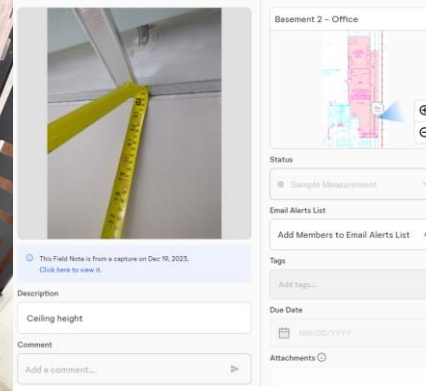 Basement 2 – Office
Status
Sample Measurement
Email Alerts List
Add Members to Email Alerts List
Tags
Add tags...
Due Date
MM/DD/YYYY
Attachments
This Field Note is from a capture on Dec 19, 2023.
Click here to view it.
Description
Ceiling height
Comment
Add a comment...